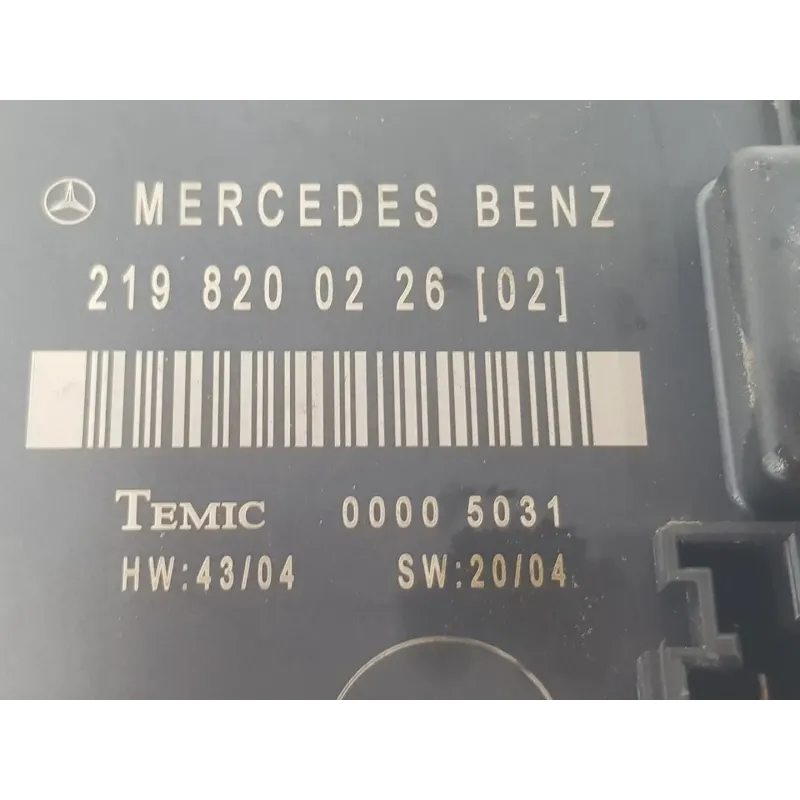 MERCEDES BENZ
219 820 02 26 [02]
TEMIC 0000 5031
HW:43/04 SW:20/04